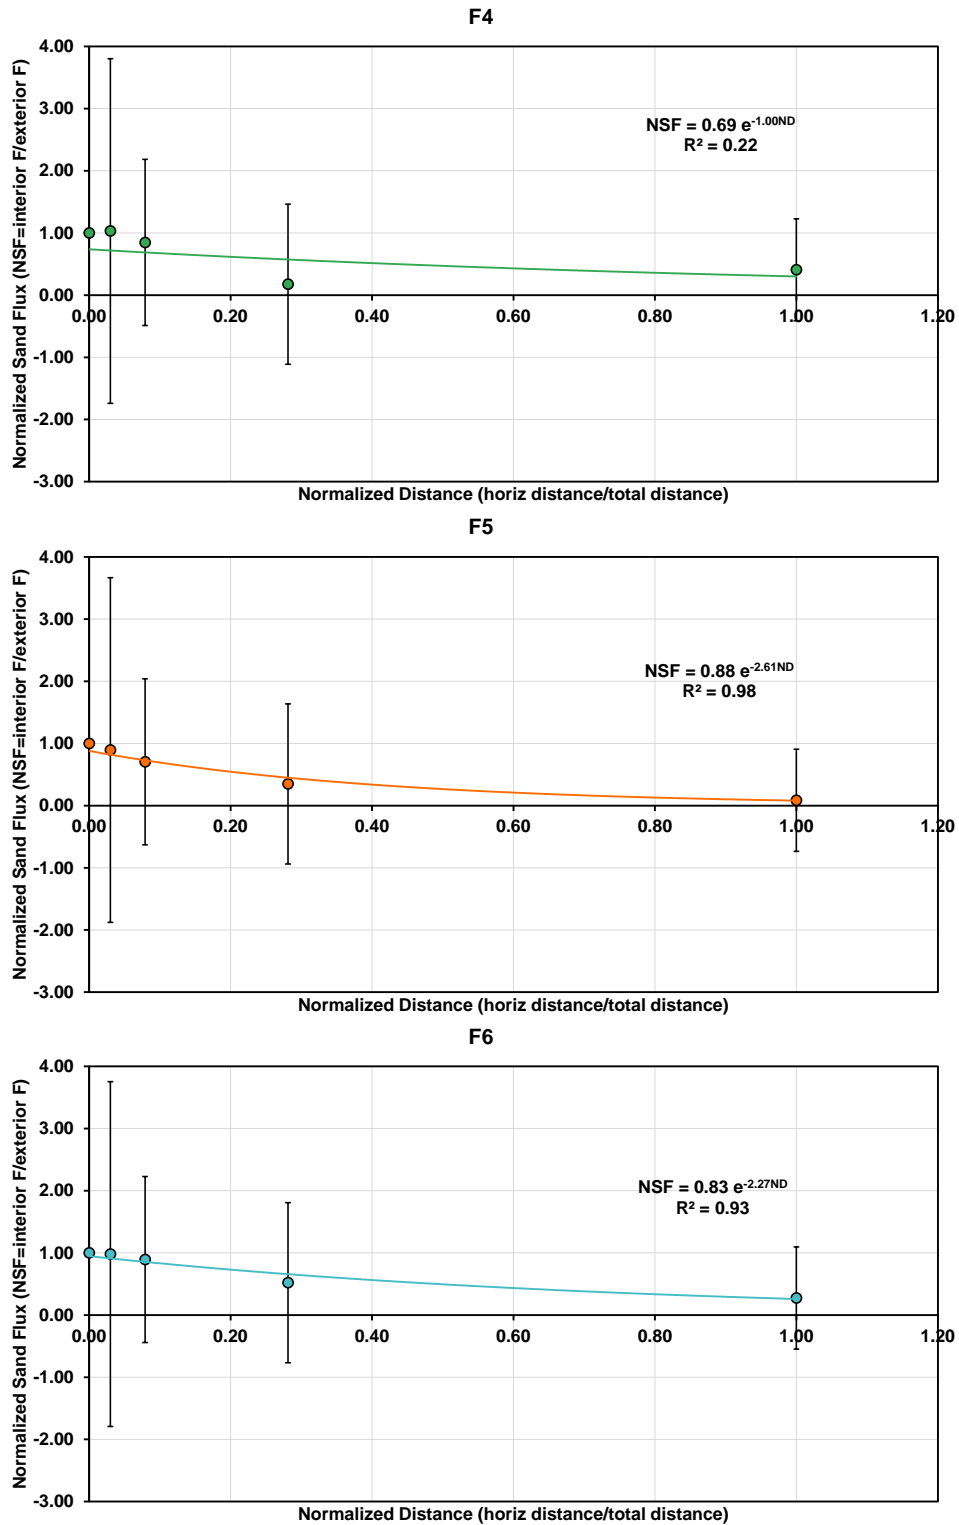 F4
Normalized Sand Flux (NSF=interior F/exterior F)
4.00
3.00
2.00
1.00
0.00
-1.00
-2.00
-3.00
NSF = 0.69 e^-1.00ND
R² = 0.22
0.00 0.20 0.40 0.60 0.80 1.00 1.20
Normalized Distance (horiz distance/total distance)
F5
Normalized Sand Flux (NSF=interior F/exterior F)
4.00
3.00
2.00
1.00
0.00
-1.00
-2.00
-3.00
NSF = 0.88 e^-2.61ND
R² = 0.98
0.00 0.20 0.40 0.60 0.80 1.00 1.20
Normalized Distance (horiz distance/total distance)
F6
Normalized Sand Flux (NSF=interior F/exterior F)
4.00
3.00
2.00
1.00
0.00
-1.00
-2.00
-3.00
NSF = 0.83 e^-2.27ND
R² = 0.93
0.00 0.20 0.40 0.60 0.80 1.00 1.20
Normalized Distance (horiz distance/total distance)